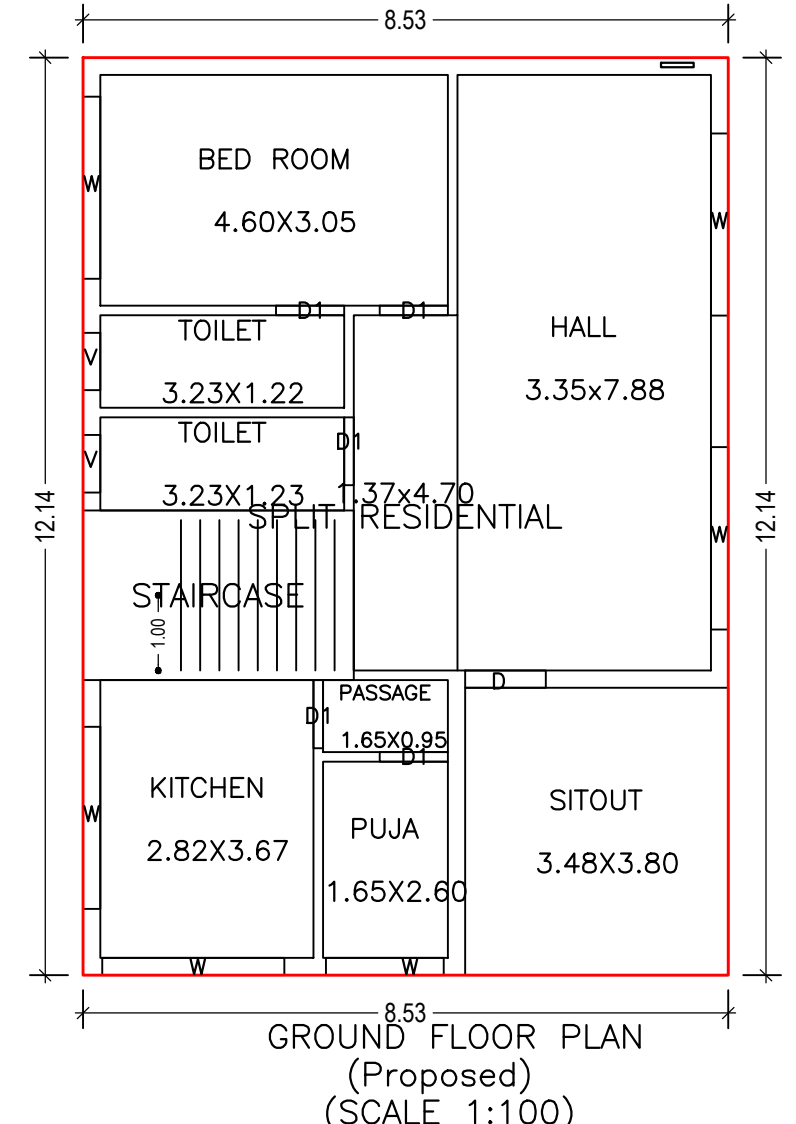 8.53
BED ROOM
4.60X3.05
W
W
D1
D1
TOILET
HALL
V
3.23X1.22
3.35x7.88
TOILET
D1
V
3.23X1.23
1.37x4.70
12.14
12.14
SPLIT RESIDENTIAL
W
STAIRCASE
1.00
D
PASSAGE
D1
1.65X0.95
D1
KITCHEN
SITOUT
W
PUJA
2.82X3.67
3.48X3.80
1.65X2.60
W
W
8.53
GROUND FLOOR PLAN
(Proposed)
(SCALE 1:100)